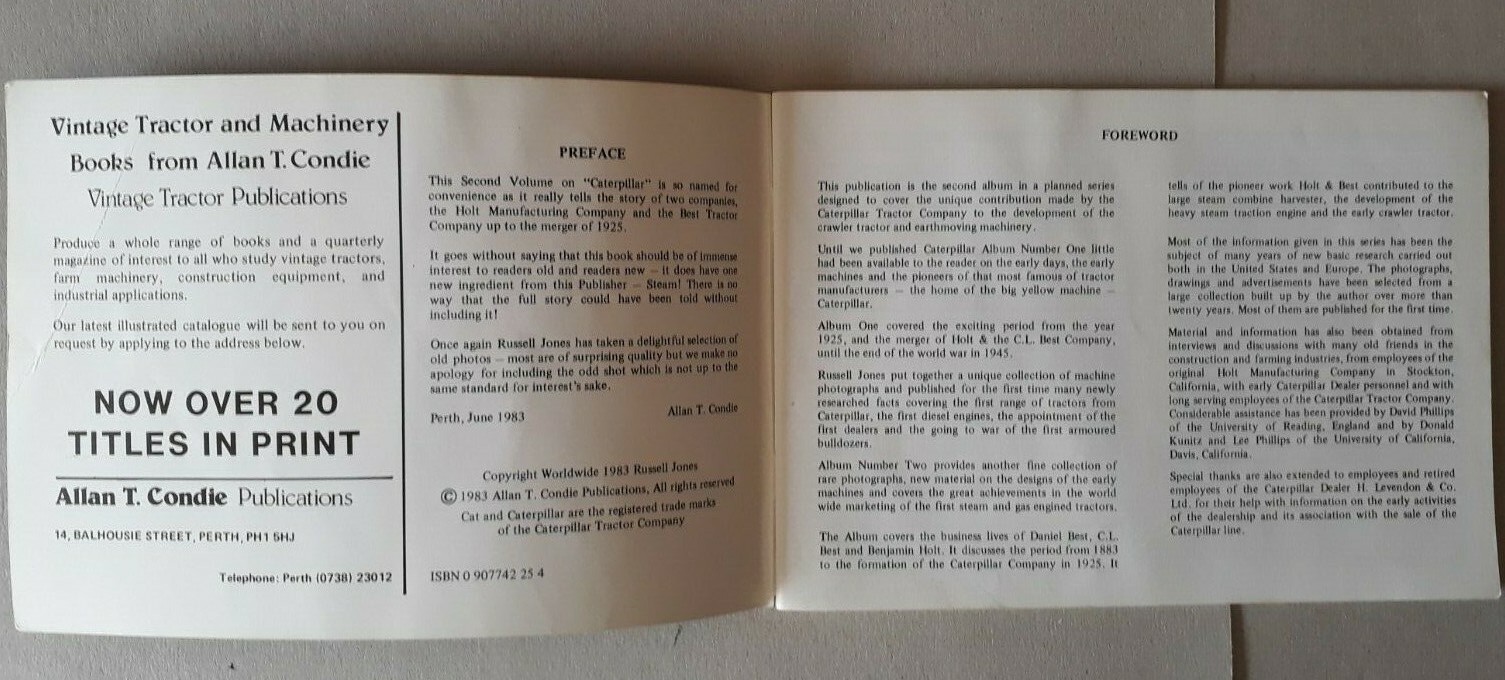 Vintage Tractor and Machinery
Books from Allan T. Condie
Vintage Tractor Publications
Produce a whole range of books and a quarterly
magazine of interest to all who study vintage tractors,
farm machinery, construction equipment, and
industrial applications.
Our latest illustrated catalogue will be sent to you on
request by applying to the address below.
NOW OVER 20
TITLES IN PRINT
Allan T. Condie Publications
14, BALHOUSIE STREET, PERTH, PH1 5HJ
Telephone: Perth (0738) 23012
PREFACE
This Second Volume on "Caterpillar" is so named for
convenience as it really tells the story of two companies,
the Holt Manufacturing Company and the Best Tractor
Company up to the merger of 1925.
It goes without saying that this book should be of immense
interest to readers old and readers new — it does have one
new ingredient from this Publisher — Steam! There is no
way that the full story could have been told without
including it!
Once again Russell Jones has taken a delightful selection of
old photos — most are of surprising quality but we make no
apology for including the odd shot which is not up to the
same standard for interest's sake.
Perth, June 1983 Allan T. Condie
Copyright Worldwide 1983 Russell Jones
© 1983 Allan T. Condie Publications, All rights reserved
Cat and Caterpillar are the registered trade marks
of the Caterpillar Tractor Company
ISBN 0 907742 25 4
FOREWORD
This publication is the second album in a planned series
designed to cover the unique contribution made by the
Caterpillar Tractor Company to the development of the
crawler tractor and earthmoving machinery.
Until we published Caterpillar Album Number One little
had been available to the reader on the early days, the early
machines and the pioneers of that most famous of tractor
manufacturers — the home of the big yellow machine —
Caterpillar.
Album One covered the exciting period from the year
1925, and the merger of Holt & the C.L. Best Company,
until the end of the world war in 1945.
Russell Jones put together a unique collection of machine
photographs and published for the first time many newly
researched facts covering the first range of tractors from
Caterpillar, the first diesel engines, the appointment of the
first dealers and the going to war of the first armoured
bulldozers.
Album Number Two provides another fine collection of
rare photographs, new material on the designs of the early
machines and covers the great achievements in the world
wide marketing of the first steam and gas engined tractors.
The Album covers the business lives of Daniel Best, C.L.
Best and Benjamin Holt. It discusses the period from 1883
to the formation of the Caterpillar Company in 1925. It
tells of the pioneer work Holt & Best contributed to the
large steam combine harvester, the development of the
heavy steam traction engine and the early crawler tractor.
Most of the information given in this series has been the
subject of many years of new basic research carried out
both in the United States and Europe. The photographs,
drawings and advertisements have been selected from a
large collection built up by the author over more than
twenty years. Most of them are published for the first time.
Material and information has also been obtained from
interviews and discussions with many old friends in the
construction and farming industries, from employees of the
original Holt Manufacturing Company in Stockton,
California, with early Caterpillar Dealer personnel and with
long serving employees of the Caterpillar Tractor Company.
Considerable assistance has been provided by David Phillips
of the University of Reading, England and by Donald
Kunitz and Lee Phillips of the University of California,
Davis, California.
Special thanks are also extended to employees and retired
employees of the Caterpillar Dealer H. Levendon & Co.
Ltd. for their help with information on the early activities
of the dealership and its association with the sale of the
Caterpillar line.